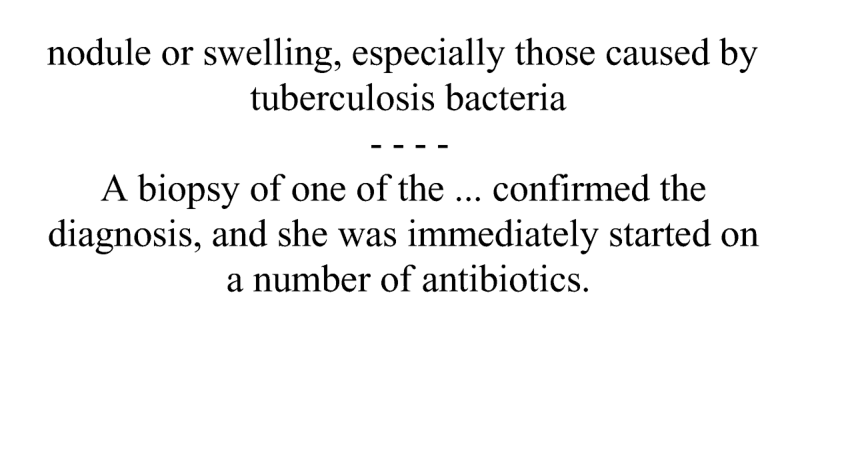 nodule or swelling, especially those caused by
tuberculosis bacteria
- - - -
A biopsy of one of the ... confirmed the
diagnosis, and she was immediately started on
a number of antibiotics.